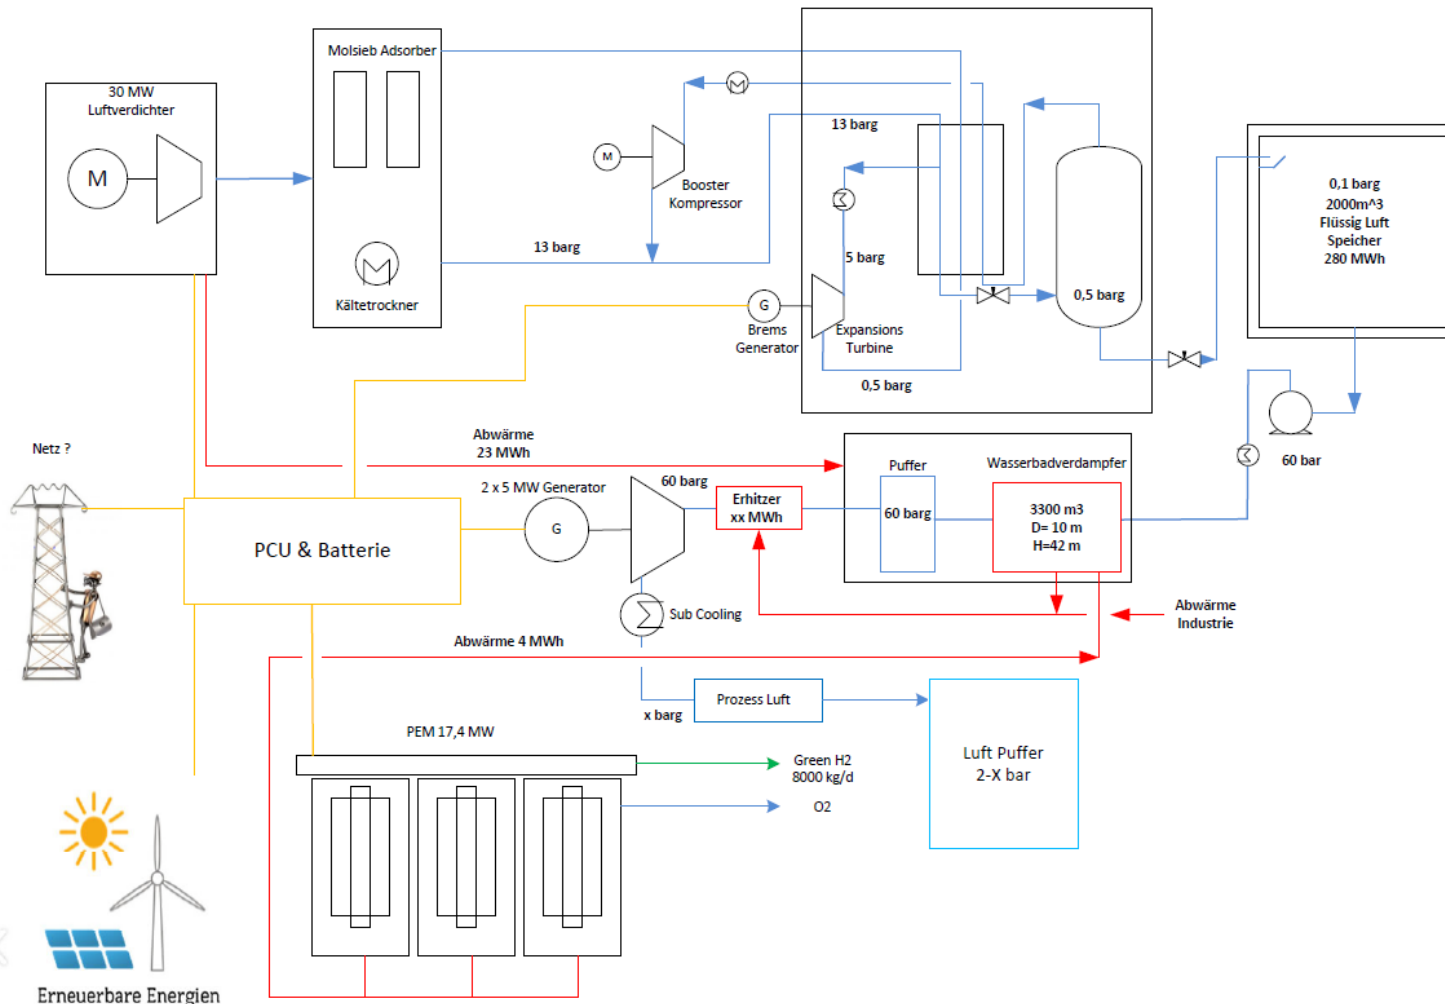 Molsieb Adsorber
30 MW
Luftverdichter
M
M
Kältetrockner
M
M
Booster
Kompressor
13 barg
13 barg
5 barg
G
Brems
Generator
Expansions
Turbine
0,5 barg
0,5 barg
0,1 barg
2000m^3
Flüssig Luft
Speicher
280 MWh
60 bar
Netz ?
Abwärme
23 MWh
2 x 5 MW Generator
G
60 barg
Erhitzer
xx MWh
Puffer
60 barg
Wasserbadverdampfer
3300 m3
D= 10 m
H=42 m
PCU & Batterie
Sub Cooling
Abwärme
Industrie
Abwärme 4 MWh
x barg
Prozess Luft
Luft Puffer
2-X bar
PEM 17,4 MW
Green H2
8000 kg/d
O2
Erneuerbare Energien